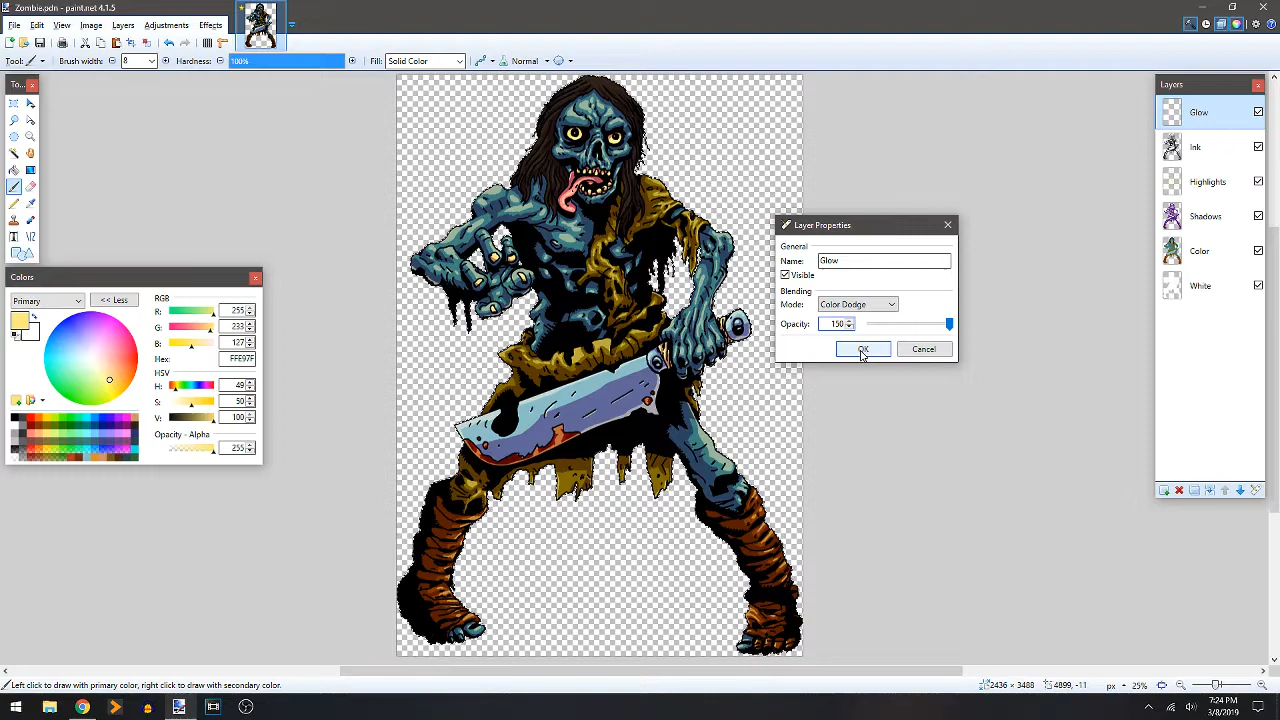 Zombie.pdn - paint.net 4.1.5
File Edit View Image Layers Adjustments Effects
Tool: Brush width: 8 Hardness: 100% Fill: Solid Color Normal
To...
Colors
Primary << Less RGB
R: 255
G: 233
B: 127
Hex: FFE97F
HSV
H: 49
S: 50
V: 100
Opacity - Alpha
255
Layer Properties
General
Name: Glow
Visible
Blending
Mode: Color Dodge
Opacity: 150
OK Cancel
Layers
Glow
Ink
Highlights
Shadows
Color
White
Left click to draw with primary color, right click to draw with secondary color. 2436 × 3488 4899, -11 px 25%
7:24 PM
3/8/2019